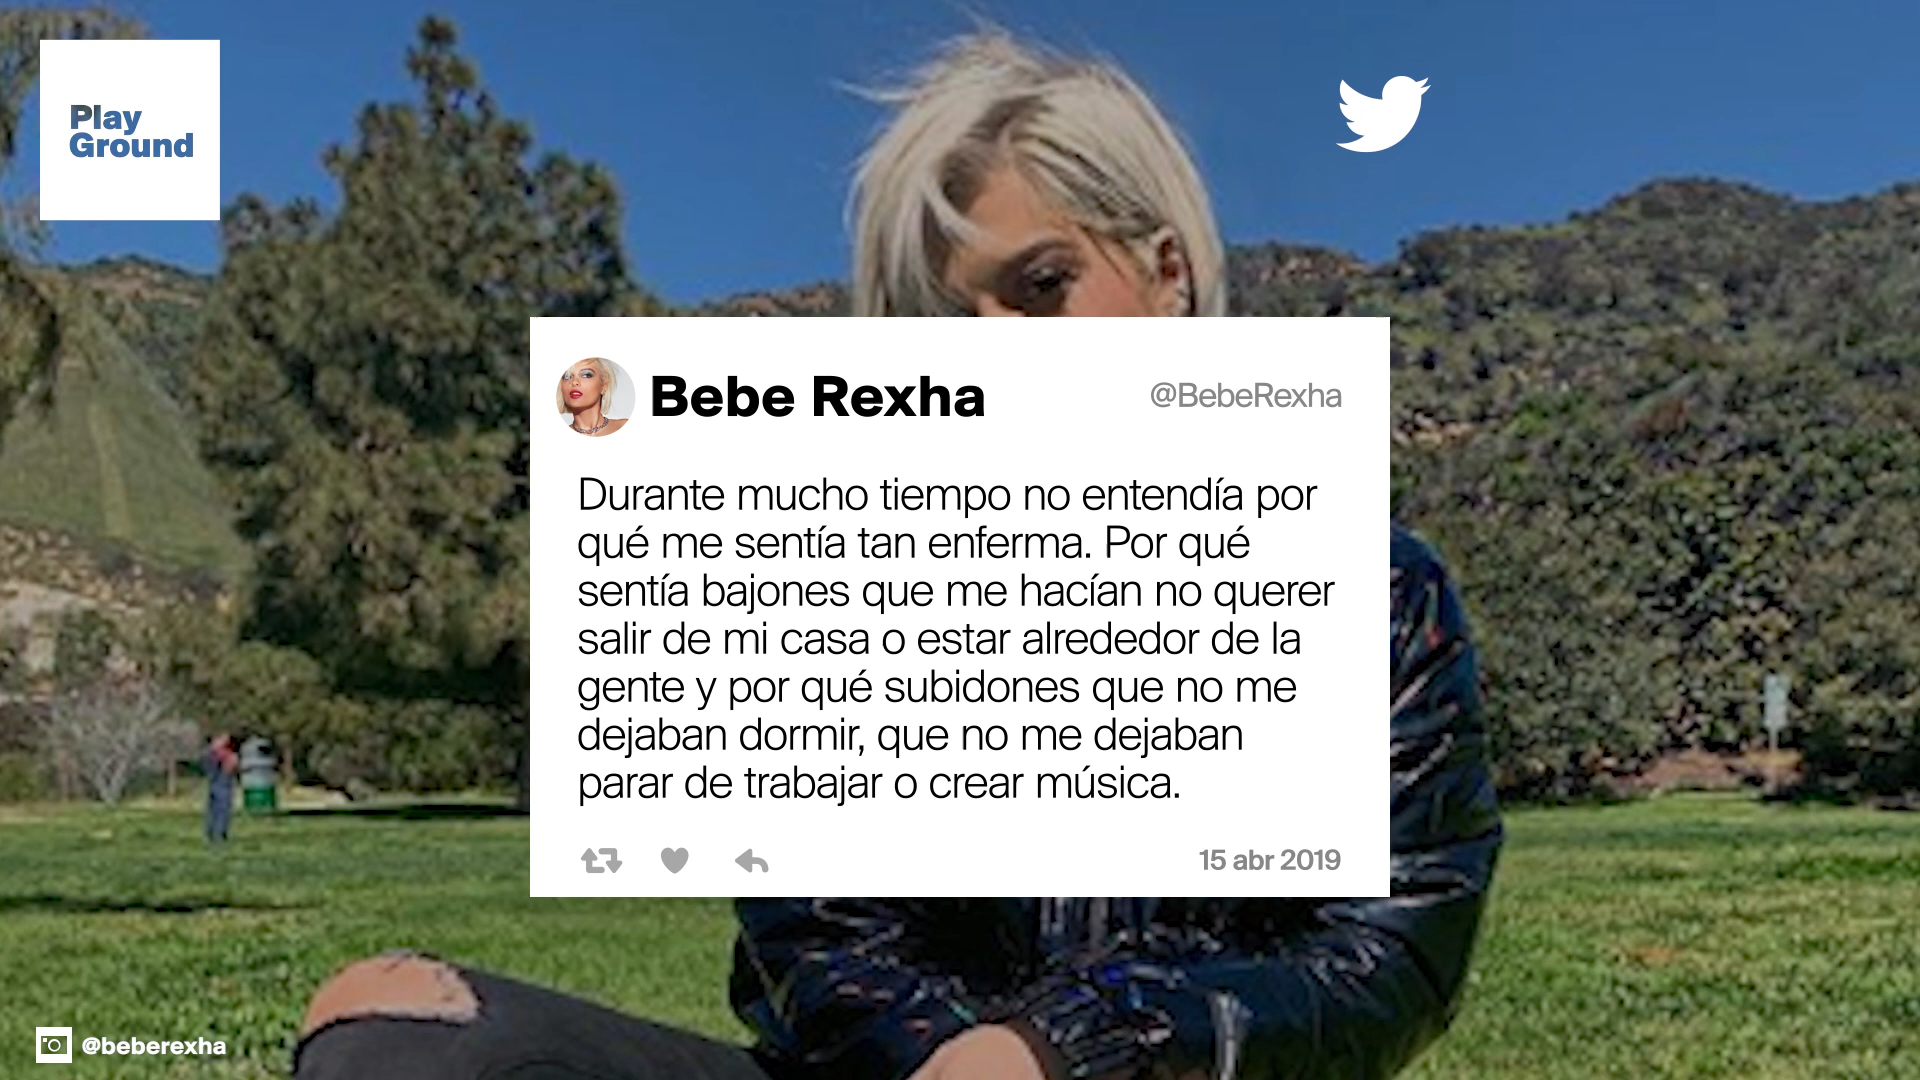 Play
Ground
Bebe Rexha
@BebeRexha
Durante mucho tiempo no entendía por
qué me sentía tan enferma. Por qué
sentía bajones que me hacían no querer
salir de mi casa o estar alrededor de la
gente y por qué subidones que no me
dejaban dormir, que no me dejaban
parar de trabajar o crear música.
15 abr 2019
@beberexha